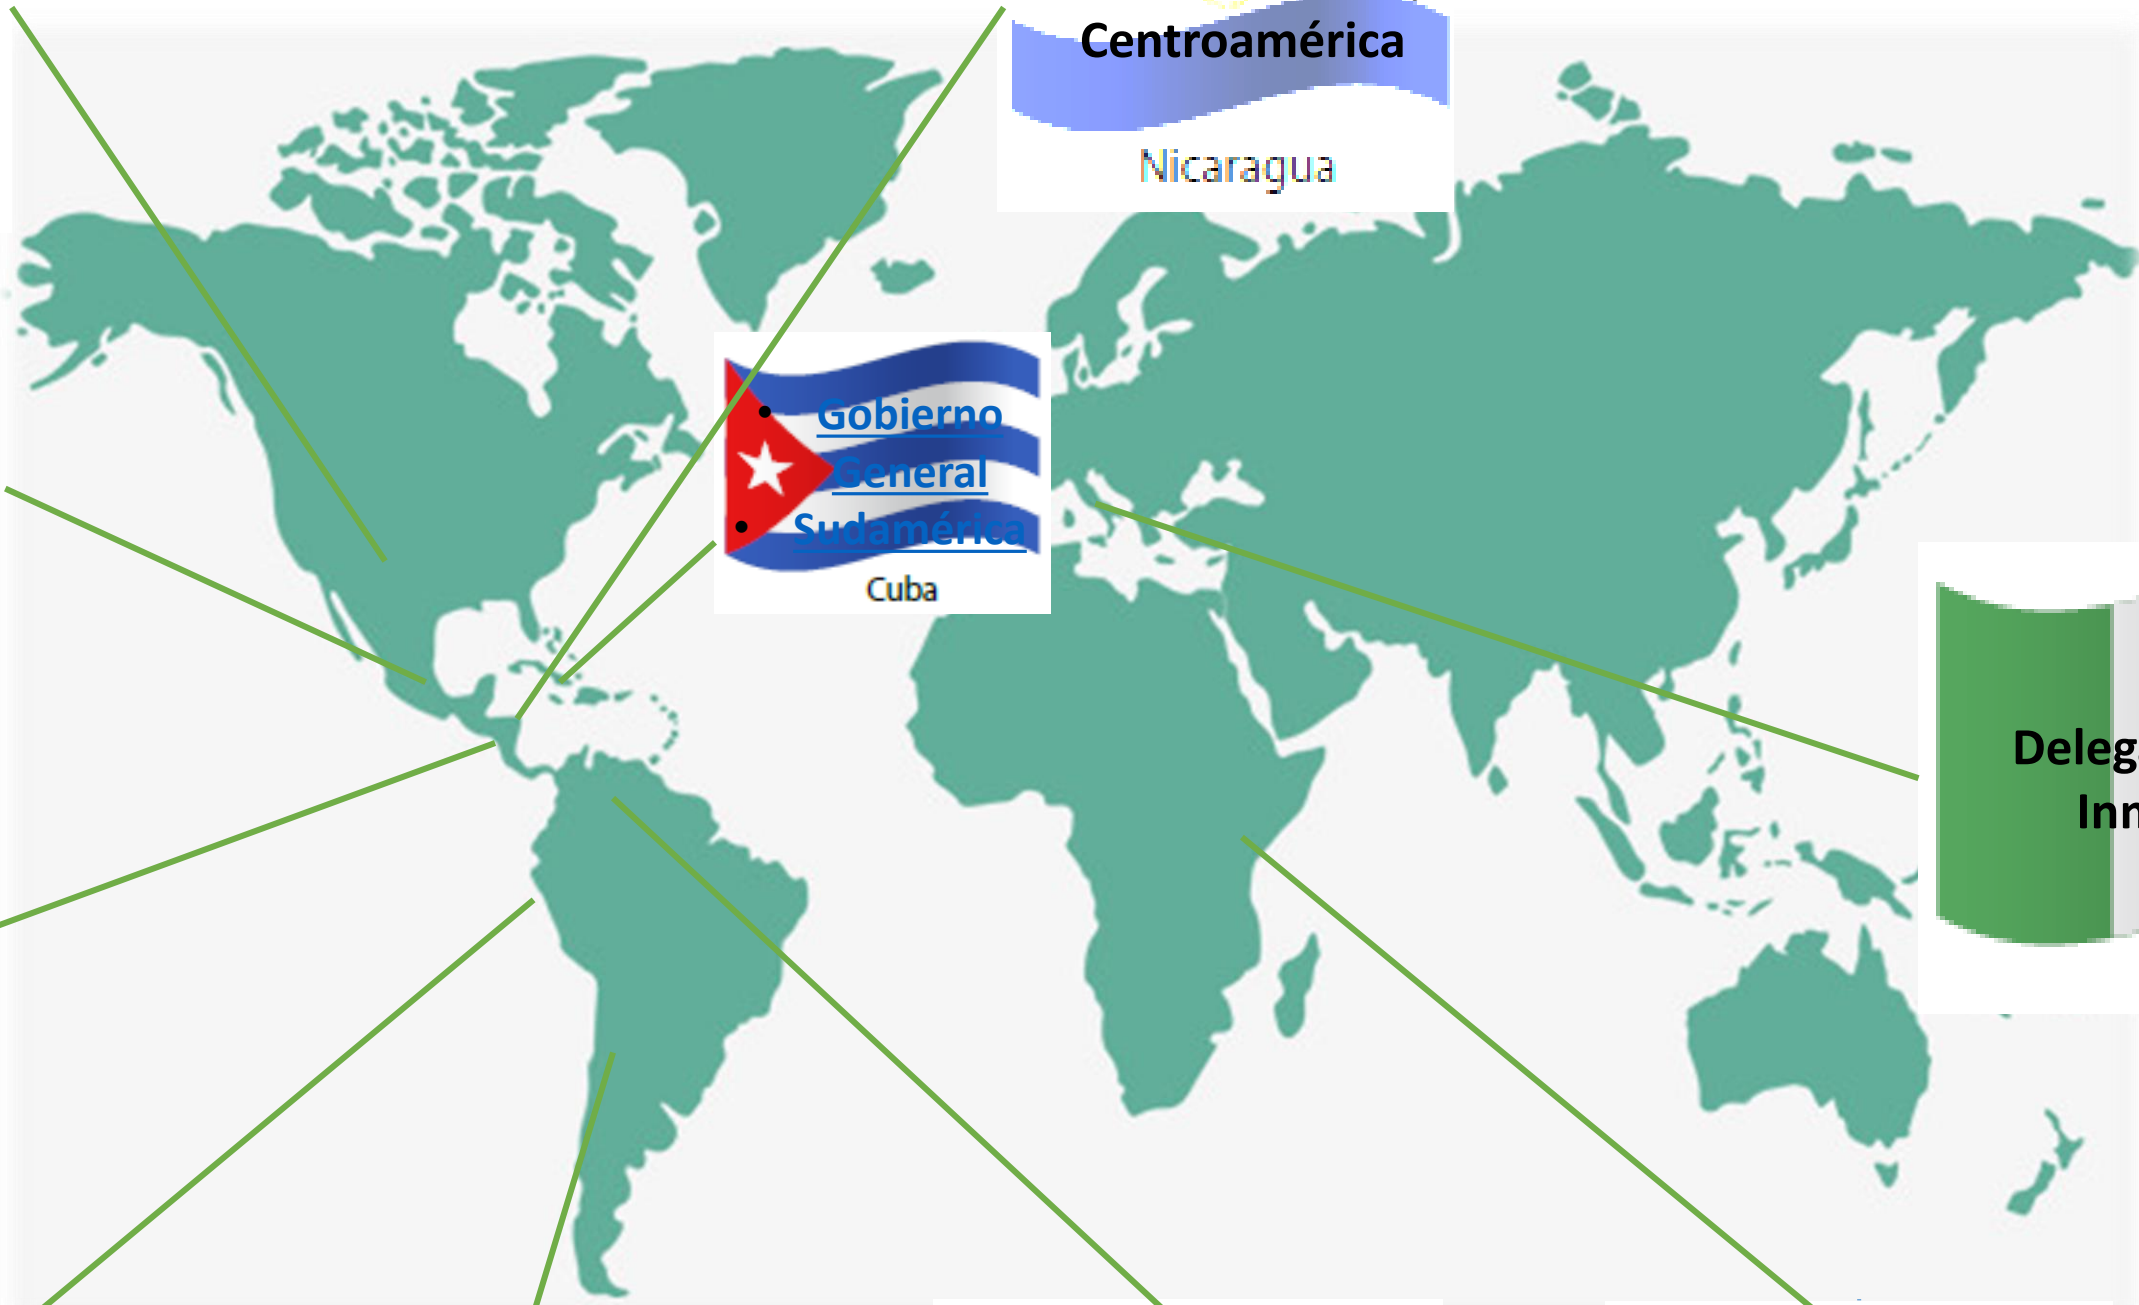 Centroamérica
Nicaragua
• Gobierno
General
• Sudamérica
Cuba